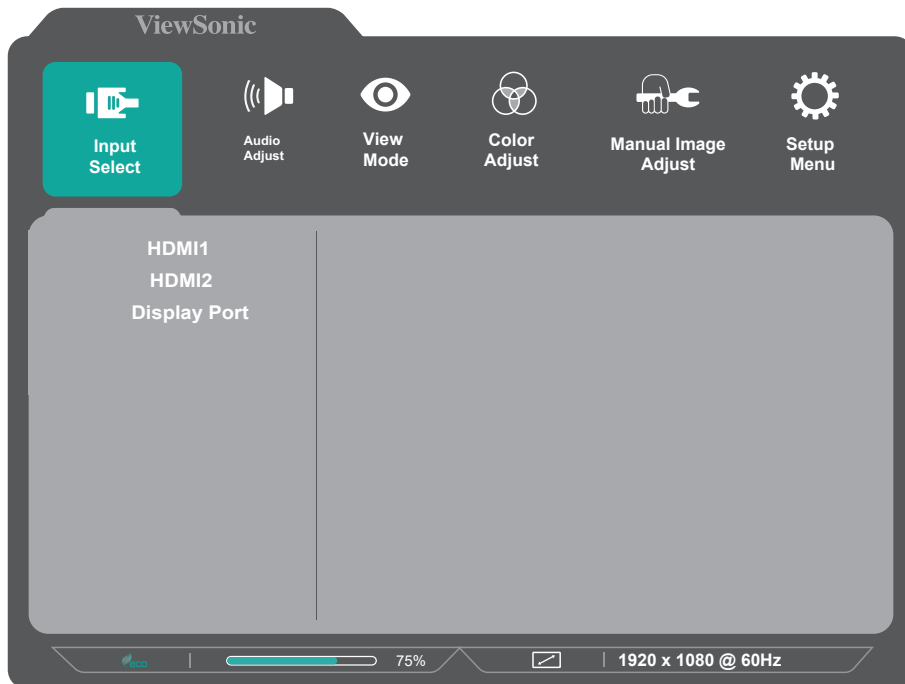 ViewSonic
Input
Select
Audio
Adjust
View
Mode
Color
Adjust
Manual Image
Adjust
Setup
Menu
HDMI1
HDMI2
Display Port
eco
75%
1920 x 1080 @ 60Hz